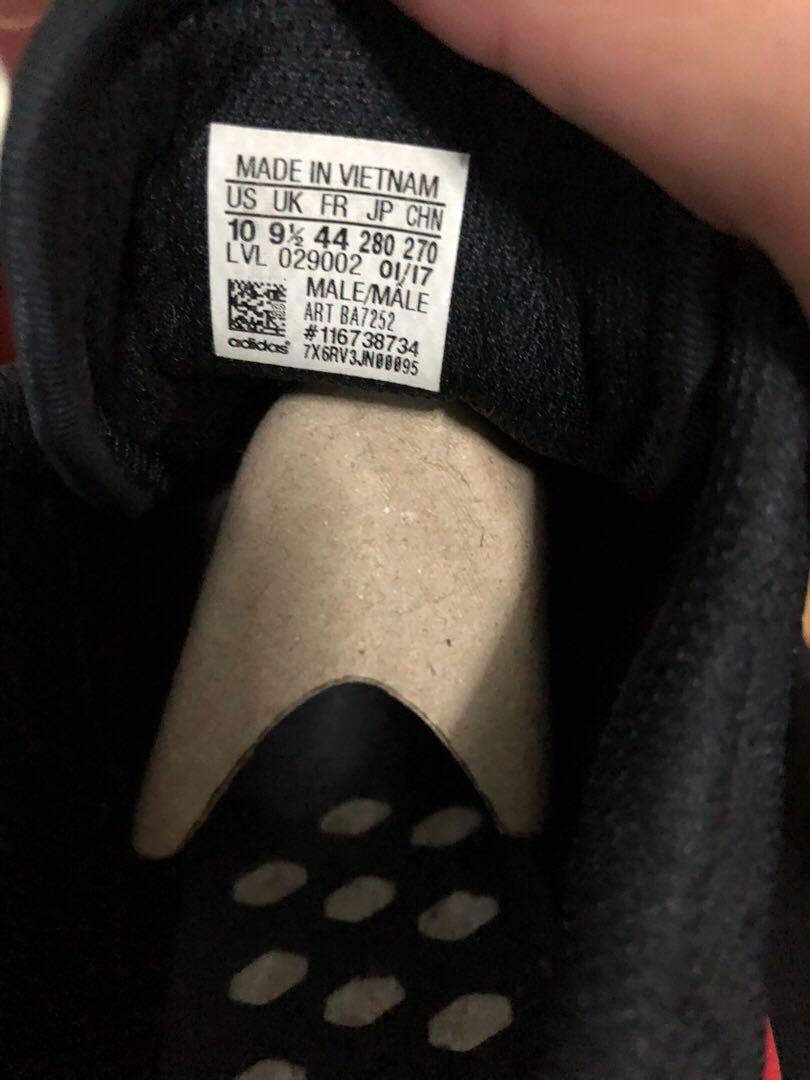 MADE IN VIETNAM
US UK FR JP CHN
10 9½ 44 280 270
LVL 029002 01/17
MALE/MÂLE
ART BA7252
#116738734
adidas® 7X6RV3JN00095